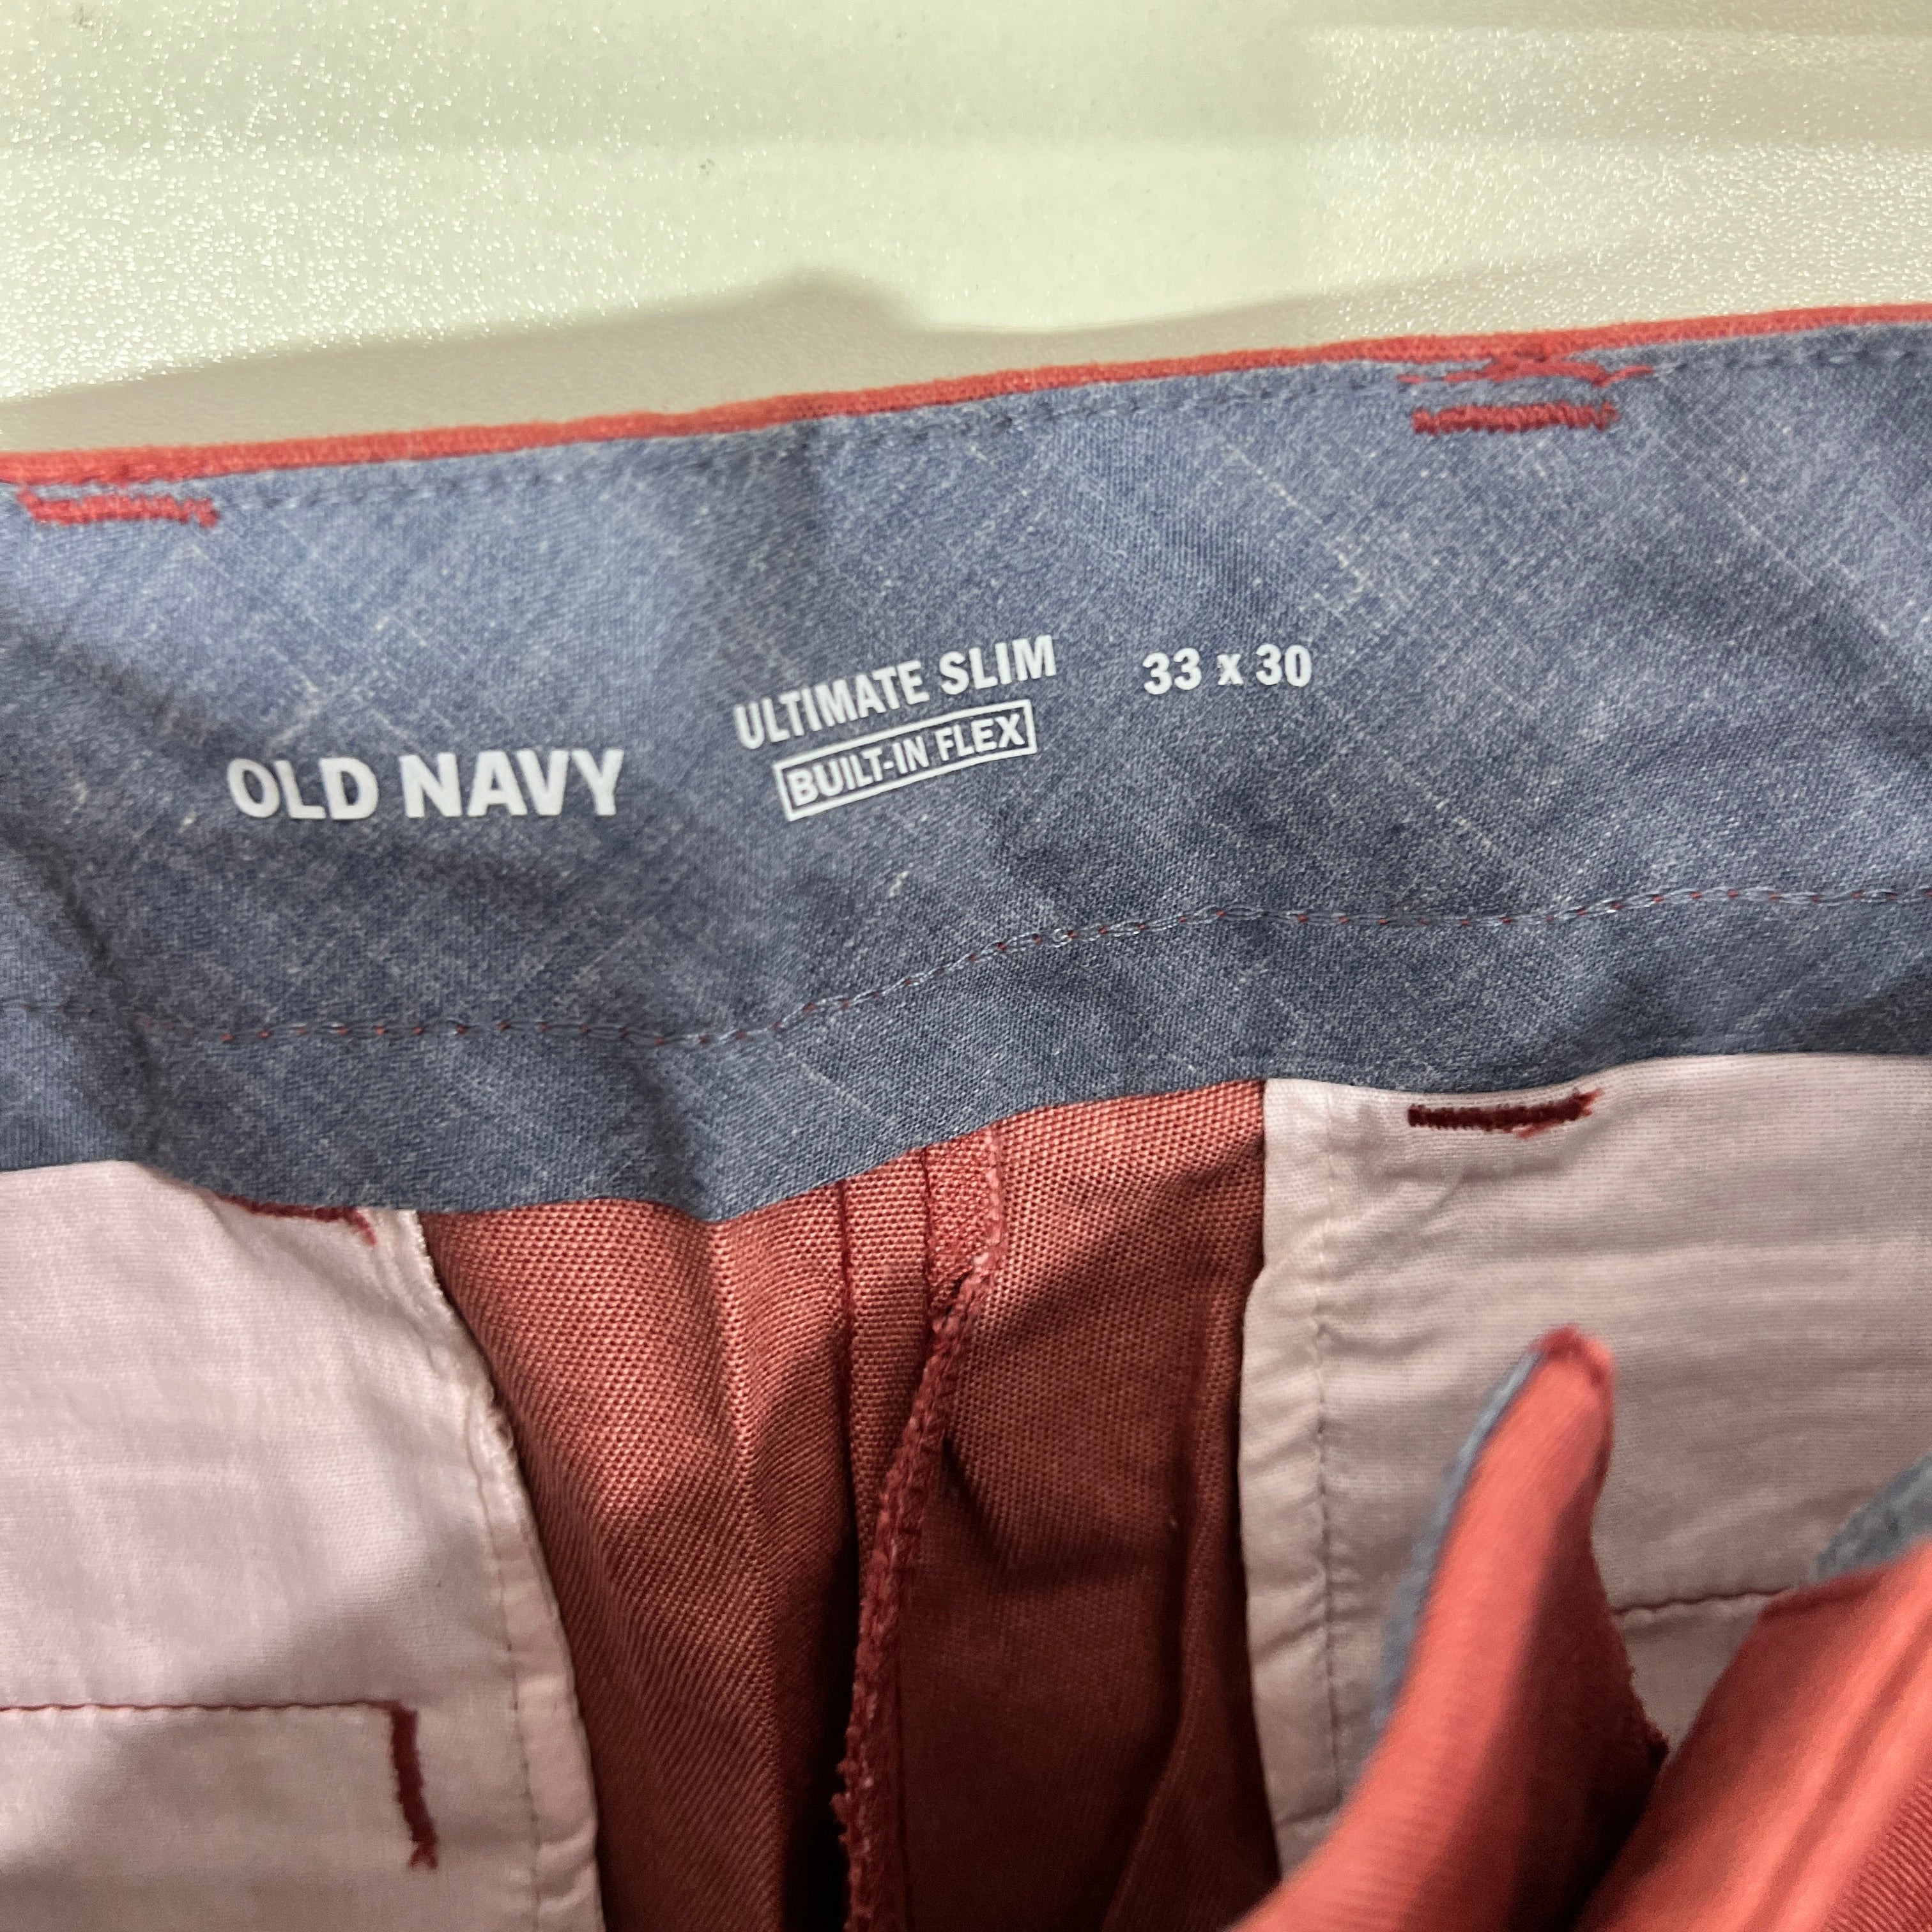 OLD NAVY
ULTIMATE SLIM
BUILT-IN FLEX
33 x 30